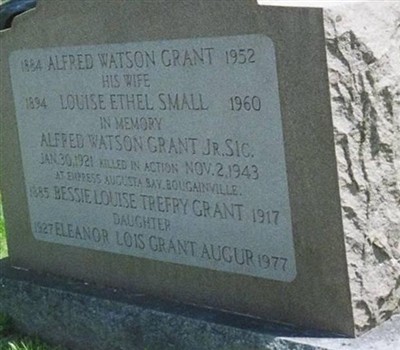 1884 ALFRED WATSON GRANT 1952
HIS WIFE
1894 LOUISE ETHEL SMALL 1960
IN MEMORY
ALFRED WATSON GRANT JR. S1C.
JAN. 30, 1921 KILLED IN ACTION NOV. 2, 1943
AT EMPRESS AUGUSTA BAY, BOUGAINVILLE.
1885 BESSIE LOUISE TREFRY GRANT 1917
DAUGHTER
1927 ELEANOR LOIS GRANT AUGUR 1977